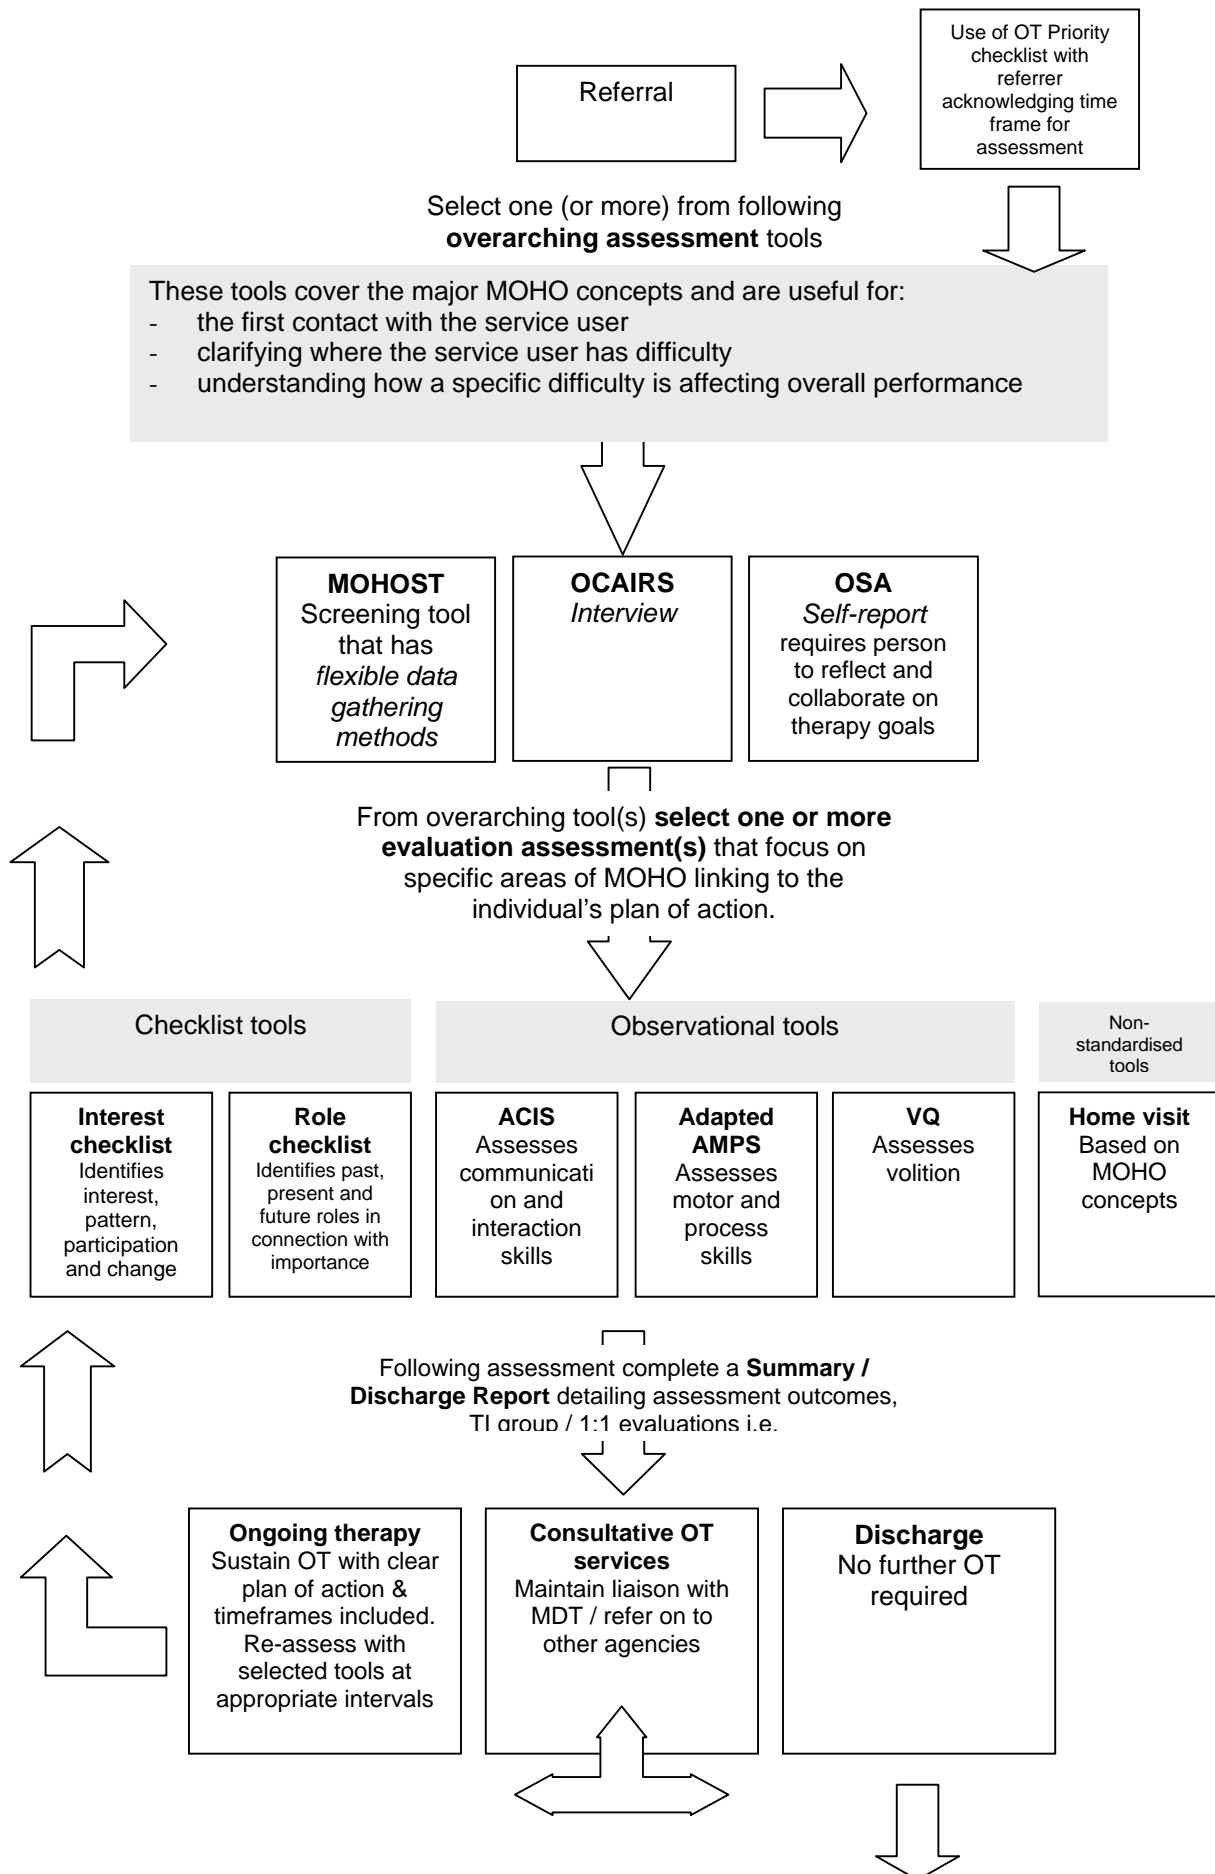 Referral
Use of OT Priority
checklist with
referrer
acknowledging time
frame for
assessment
Select one (or more) from following
overarching assessment tools
These tools cover the major MOHO concepts and are useful for:
- the first contact with the service user
- clarifying where the service user has difficulty
- understanding how a specific difficulty is affecting overall performance
MOHOST
Screening tool
that has
flexible data
gathering
methods
OCAIRS
Interview
OSA
Self-report
requires person
to reflect and
collaborate on
therapy goals
From overarching tool(s) select one or more
evaluation assessment(s) that focus on
specific areas of MOHO linking to the
individual's plan of action.
Checklist tools
Observational tools
Non-
standardised
tools
Interest
checklist
Identifies
interest,
pattern,
participation
and change
Role
checklist
Identifies past,
present and
future roles in
connection with
importance
ACIS
Assesses
communicati
on and
interaction
skills
Adapted
AMPS
Assesses
motor and
process
skills
VQ
Assesses
volition
Home visit
Based on
MOHO
concepts
Following assessment complete a Summary /
Discharge Report detailing assessment outcomes,
TI group / 1:1 evaluations i.e.
Ongoing therapy
Sustain OT with clear
plan of action &
timeframes included.
Re-assess with
selected tools at
appropriate intervals
Consultative OT
services
Maintain liaison with
MDT / refer on to
other agencies
Discharge
No further OT
required